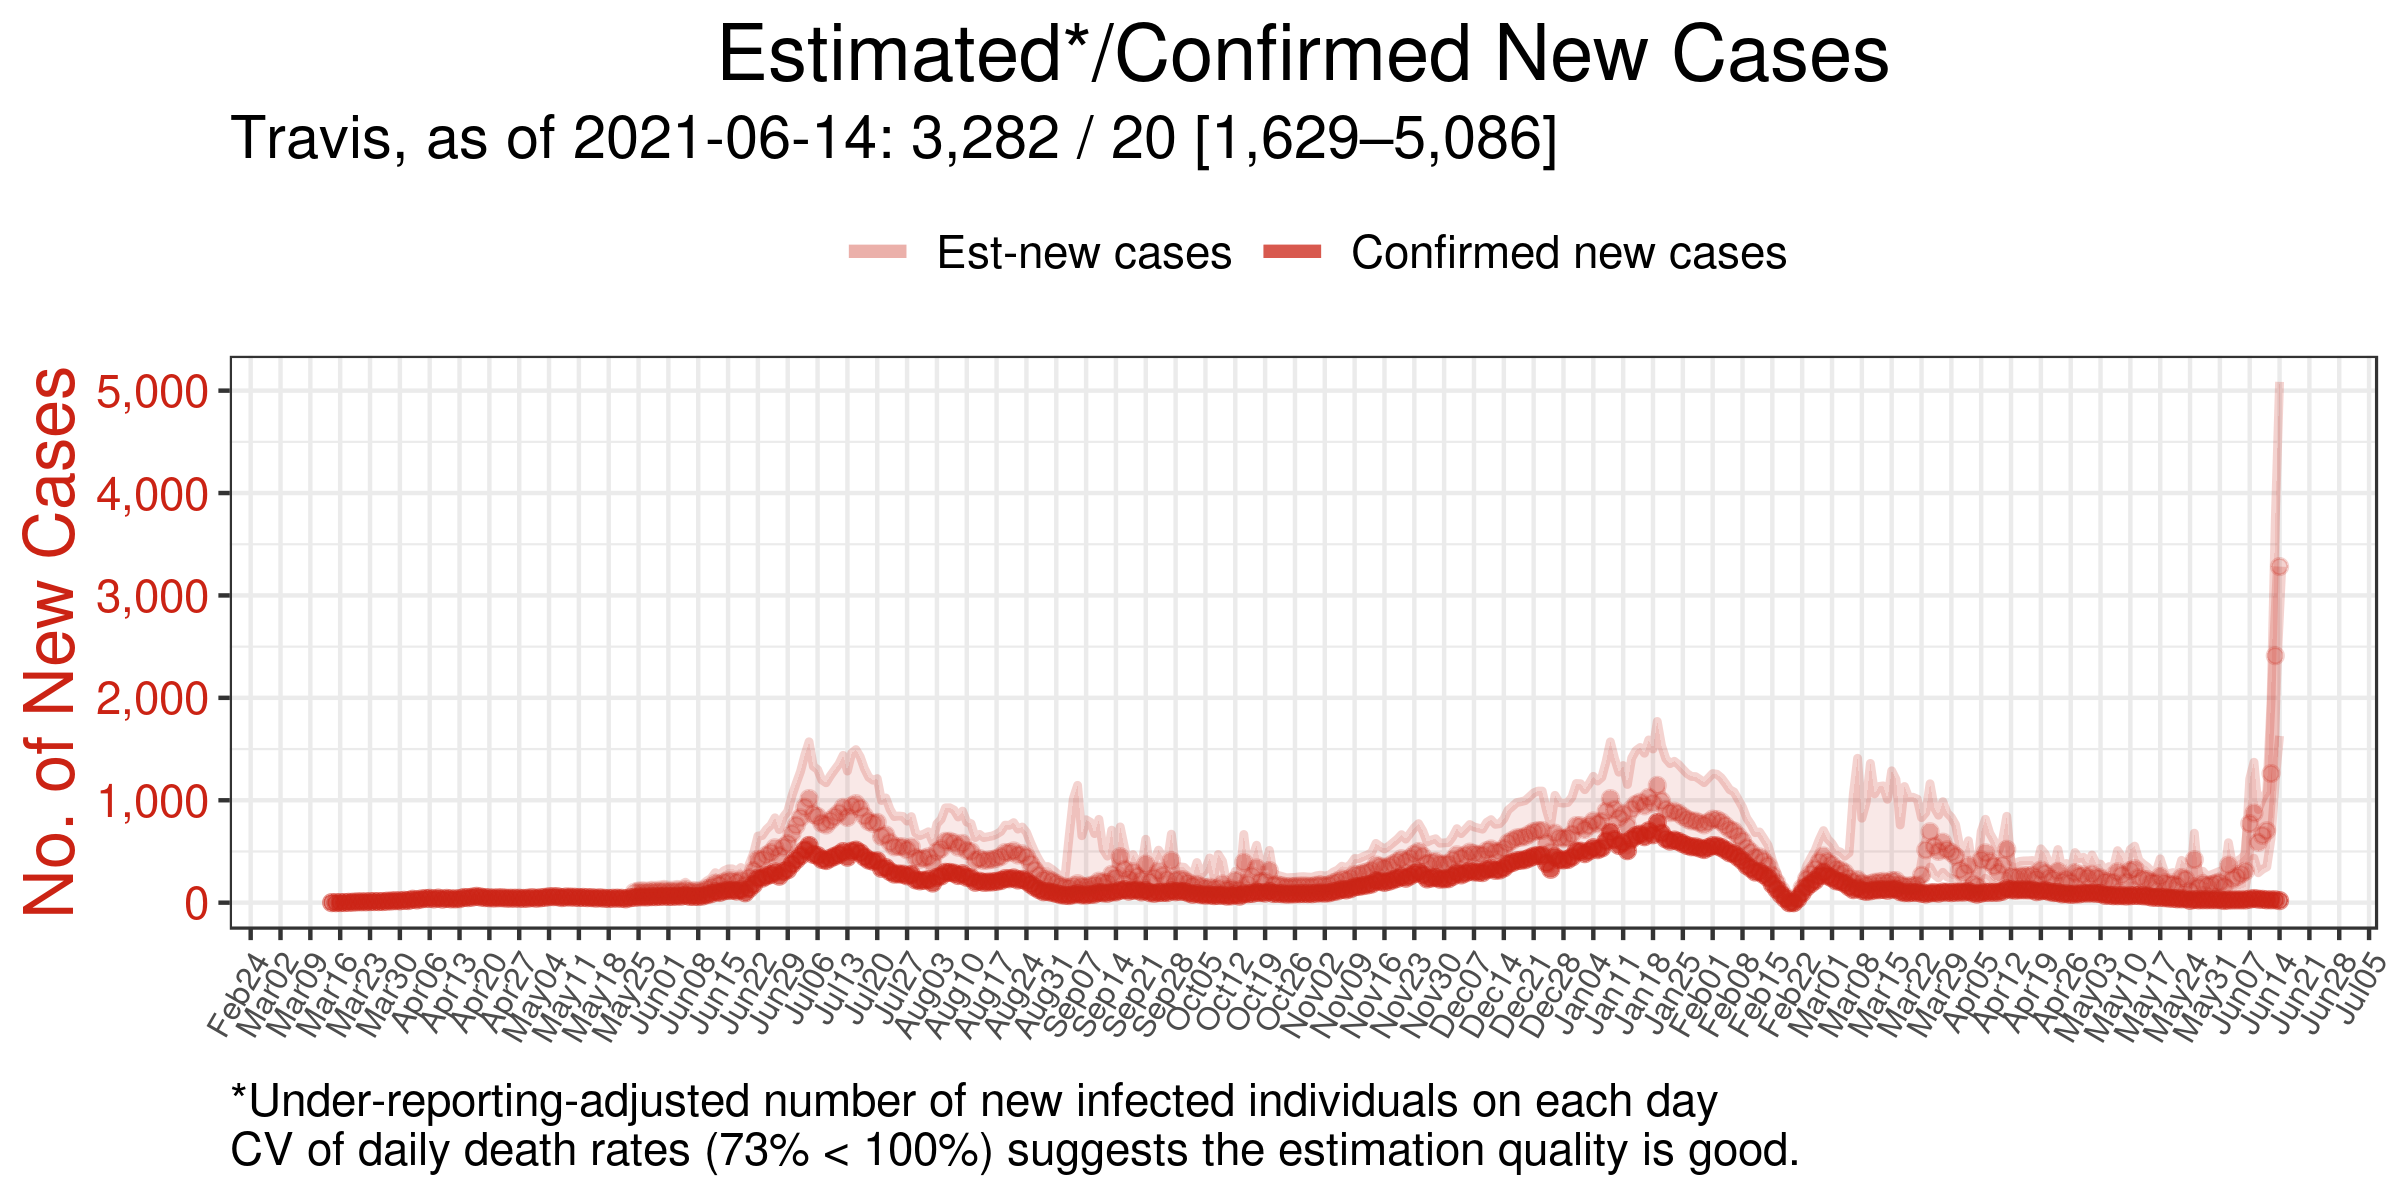 Estimated*/Confirmed New Cases
Travis, as of 2021-06-14: 3,282 / 20 [1,629–5,086]
Est-new cases
Confirmed new cases
No. of New Cases
5,000
4,000
3,000
2,000
1,000
0
Feb24
Mar02
Mar09
Mar16
Mar23
Mar30
Apr06
Apr13
Apr20
Apr27
May04
May11
May18
May25
Jun01
Jun08
Jun15
Jun22
Jun29
Jul06
Jul13
Jul20
Jul27
Aug03
Aug10
Aug17
Aug24
Aug31
Sep07
Sep14
Sep21
Sep28
Oct05
Oct12
Oct19
Oct26
Nov02
Nov09
Nov16
Nov23
Nov30
Dec07
Dec14
Dec21
Dec28
Jan04
Jan11
Jan18
Jan25
Feb01
Feb08
Feb15
Feb22
Mar01
Mar08
Mar15
Mar22
Mar29
Apr05
Apr12
Apr19
Apr26
May03
May10
May17
May24
May31
Jun07
Jun14
Jun21
Jun28
Jul05
*Under-reporting-adjusted number of new infected individuals on each day
CV of daily death rates (73% < 100%) suggests the estimation quality is good.